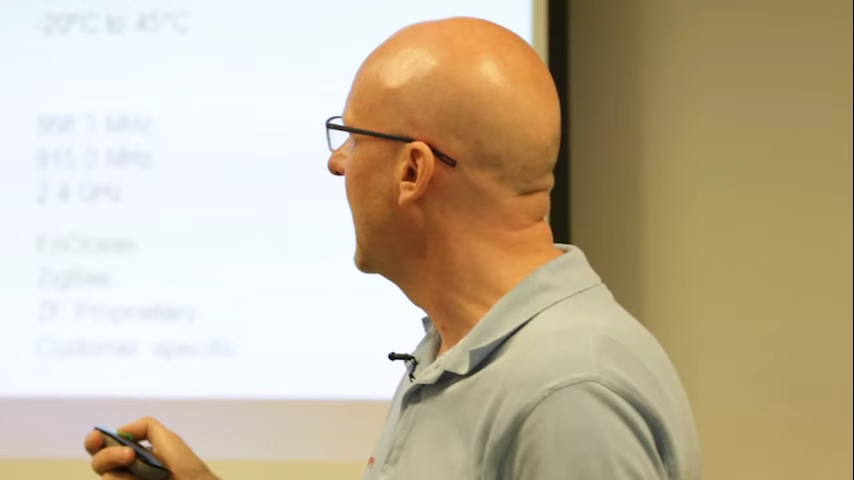 -20°C to 45°C
868.3 MHz,
915.0 MHz,
2.4 GHz
EnOcean
ZigBee
ZF Proprietary
Customer specific